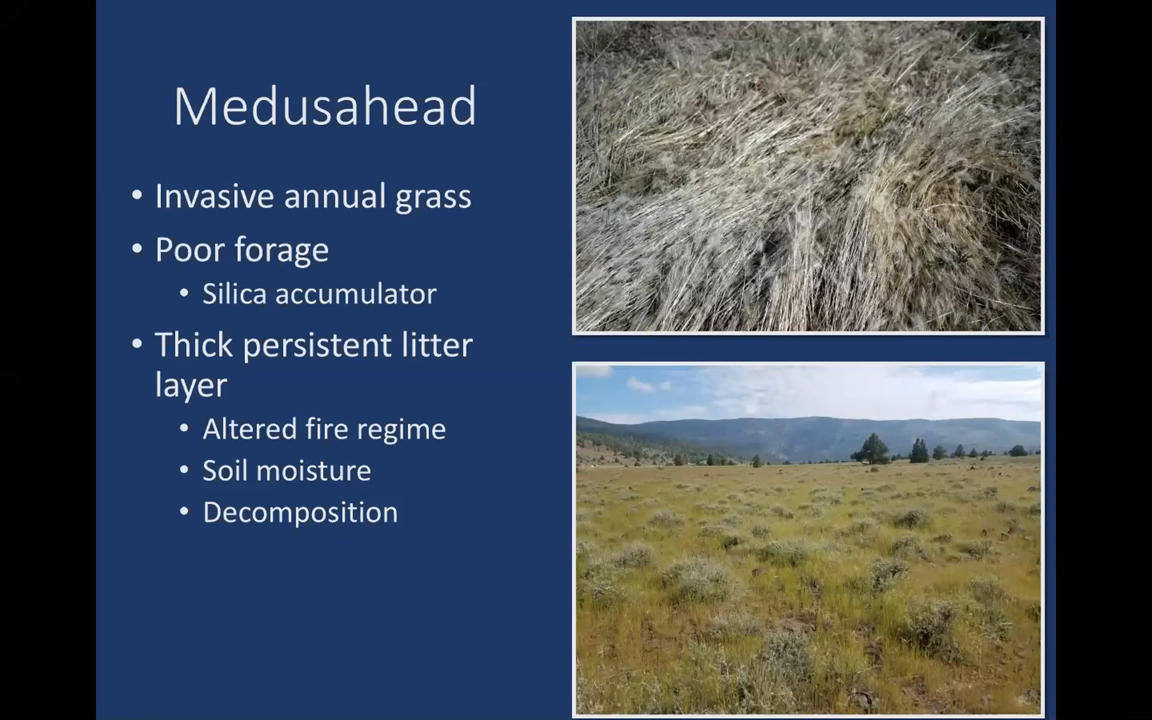 Medusahead
• Invasive annual grass
• Poor forage
• Silica accumulator
• Thick persistent litter
layer
• Altered fire regime
• Soil moisture
• Decomposition